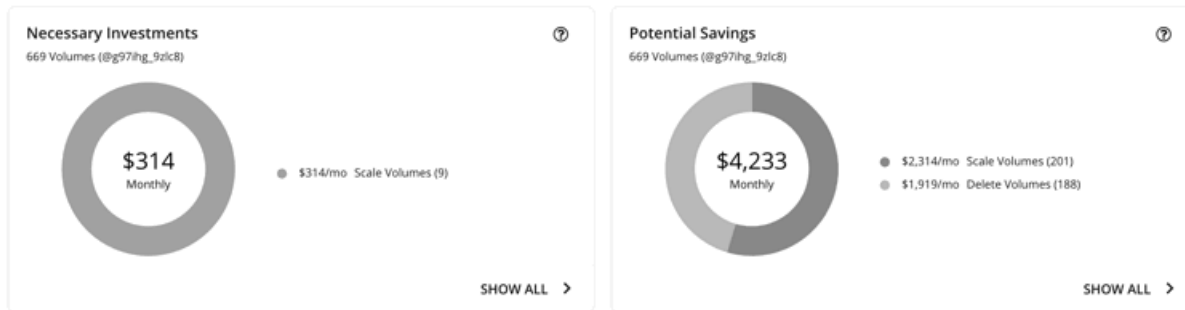 Necessary Investments
669 Volumes (@g97ihg_9zlc8)
$314
Monthly
$314/mo Scale Volumes (9)
SHOW ALL
Potential Savings
669 Volumes (@g97ihg_9zlc8)
$4,233
Monthly
$2,314/mo Scale Volumes (201)
$1,919/mo Delete Volumes (188)
SHOW ALL